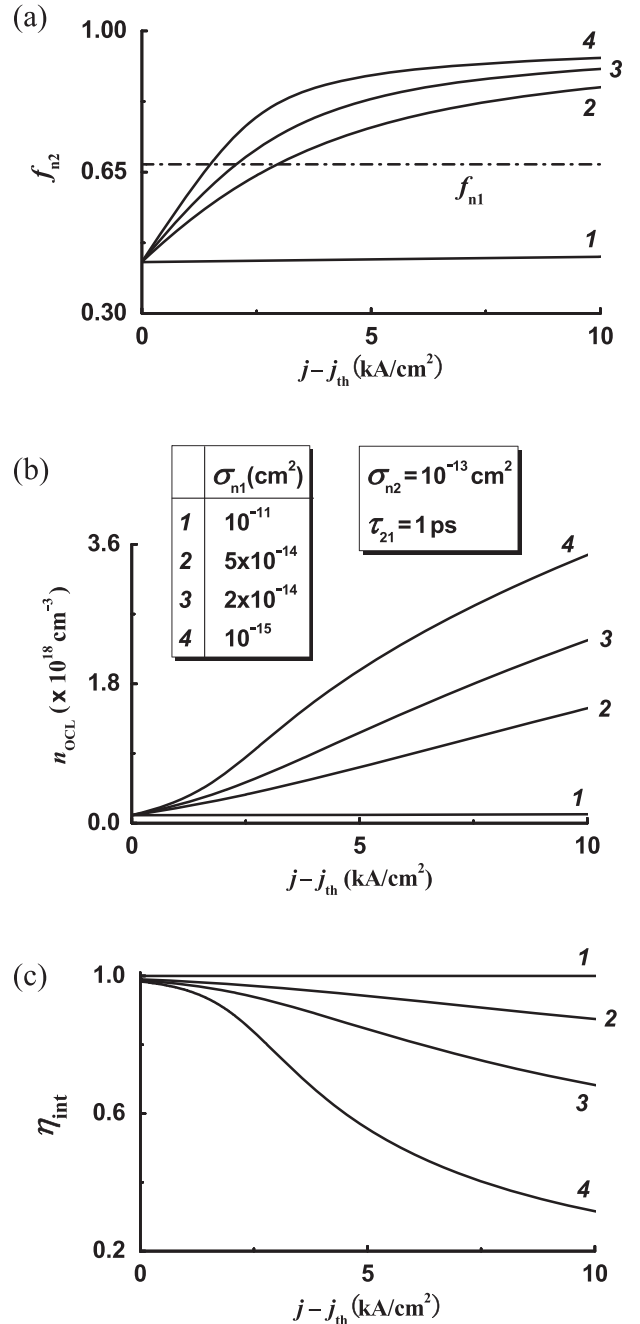 (a)
1.00
0.65
0.30
f_n2
4
3
2
f_n1
1
0
5
10
j – j_th (kA/cm²)
(b)
σ_n1 (cm²)
1 10⁻¹¹
2 5x10⁻¹⁴
3 2x10⁻¹⁴
4 10⁻¹⁵
σ_n2 = 10⁻¹³ cm²
τ_21 = 1 ps
3.6
1.8
0.0
n_OCL (x 10¹⁸ cm⁻³)
4
3
2
1
0
5
10
j – j_th (kA/cm²)
(c)
1.0
0.6
0.2
η_int
1
2
3
4
0
5
10
j – j_th (kA/cm²)